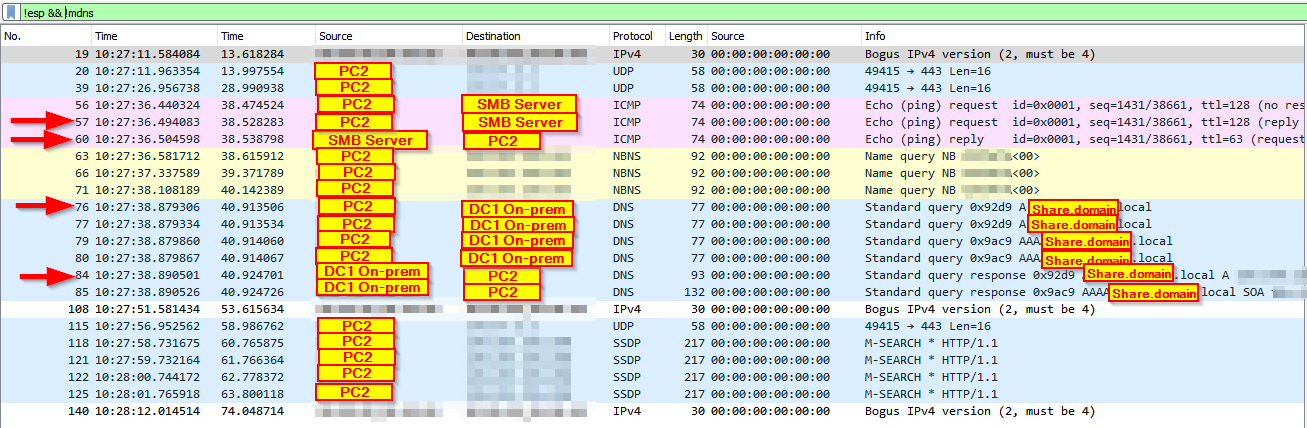 !esp && !mdns
No. Time Time Source Destination Protocol Length Source Info
19 10:27:11.584084 13.618284 IPv4 30 00:00:00:00:00:00 Bogus IPv4 version (2, must be 4)
20 10:27:11.963354 13.997554 PC2 UDP 58 00:00:00:00:00:00 49415 → 443 Len=16
39 10:27:26.956738 28.990938 PC2 UDP 58 00:00:00:00:00:00 49415 → 443 Len=16
56 10:27:36.440324 38.474524 PC2 SMB Server ICMP 74 00:00:00:00:00:00 Echo (ping) request id=0x0001, seq=1431/38661, ttl=128 (no res
57 10:27:36.494083 38.528283 PC2 SMB Server ICMP 74 00:00:00:00:00:00 Echo (ping) request id=0x0001, seq=1431/38661, ttl=128 (reply
60 10:27:36.504598 38.538798 SMB Server PC2 ICMP 74 00:00:00:00:00:00 Echo (ping) reply id=0x0001, seq=1431/38661, ttl=63 (request
63 10:27:36.581712 38.615912 PC2 NBNS 92 00:00:00:00:00:00 Name query NB <00>
66 10:27:37.337589 39.371789 PC2 NBNS 92 00:00:00:00:00:00 Name query NB <00>
71 10:27:38.108189 40.142389 PC2 NBNS 92 00:00:00:00:00:00 Name query NB <00>
76 10:27:38.879306 40.913506 PC2 DC1 On-prem DNS 77 00:00:00:00:00:00 Standard query 0x92d9 A Share.domain.local
77 10:27:38.879334 40.913534 PC2 DC1 On-prem DNS 77 00:00:00:00:00:00 Standard query 0x92d9 A Share.domain.local
79 10:27:38.879860 40.914060 PC2 DC1 On-prem DNS 77 00:00:00:00:00:00 Standard query 0x9ac9 AAA Share.domain.local
80 10:27:38.879867 40.914067 PC2 DC1 On-prem DNS 77 00:00:00:00:00:00 Standard query 0x9ac9 AAA Share.domain.local
84 10:27:38.890501 40.924701 DC1 On-prem PC2 DNS 93 00:00:00:00:00:00 Standard query response 0x92d9 A Share.domain.local A
85 10:27:38.890526 40.924726 DC1 On-prem PC2 DNS 132 00:00:00:00:00:00 Standard query response 0x9ac9 AAAA Share.domain local SOA
108 10:27:51.581434 53.615634 IPv4 30 00:00:00:00:00:00 Bogus IPv4 version (2, must be 4)
115 10:27:56.952562 58.986762 PC2 UDP 58 00:00:00:00:00:00 49415 → 443 Len=16
118 10:27:58.731675 60.765875 PC2 SSDP 217 00:00:00:00:00:00 M-SEARCH * HTTP/1.1
121 10:27:59.732164 61.766364 PC2 SSDP 217 00:00:00:00:00:00 M-SEARCH * HTTP/1.1
122 10:28:00.744172 62.778372 PC2 SSDP 217 00:00:00:00:00:00 M-SEARCH * HTTP/1.1
125 10:28:01.765918 63.800118 PC2 SSDP 217 00:00:00:00:00:00 M-SEARCH * HTTP/1.1
140 10:28:12.014514 74.048714 IPv4 30 00:00:00:00:00:00 Bogus IPv4 version (2, must be 4)